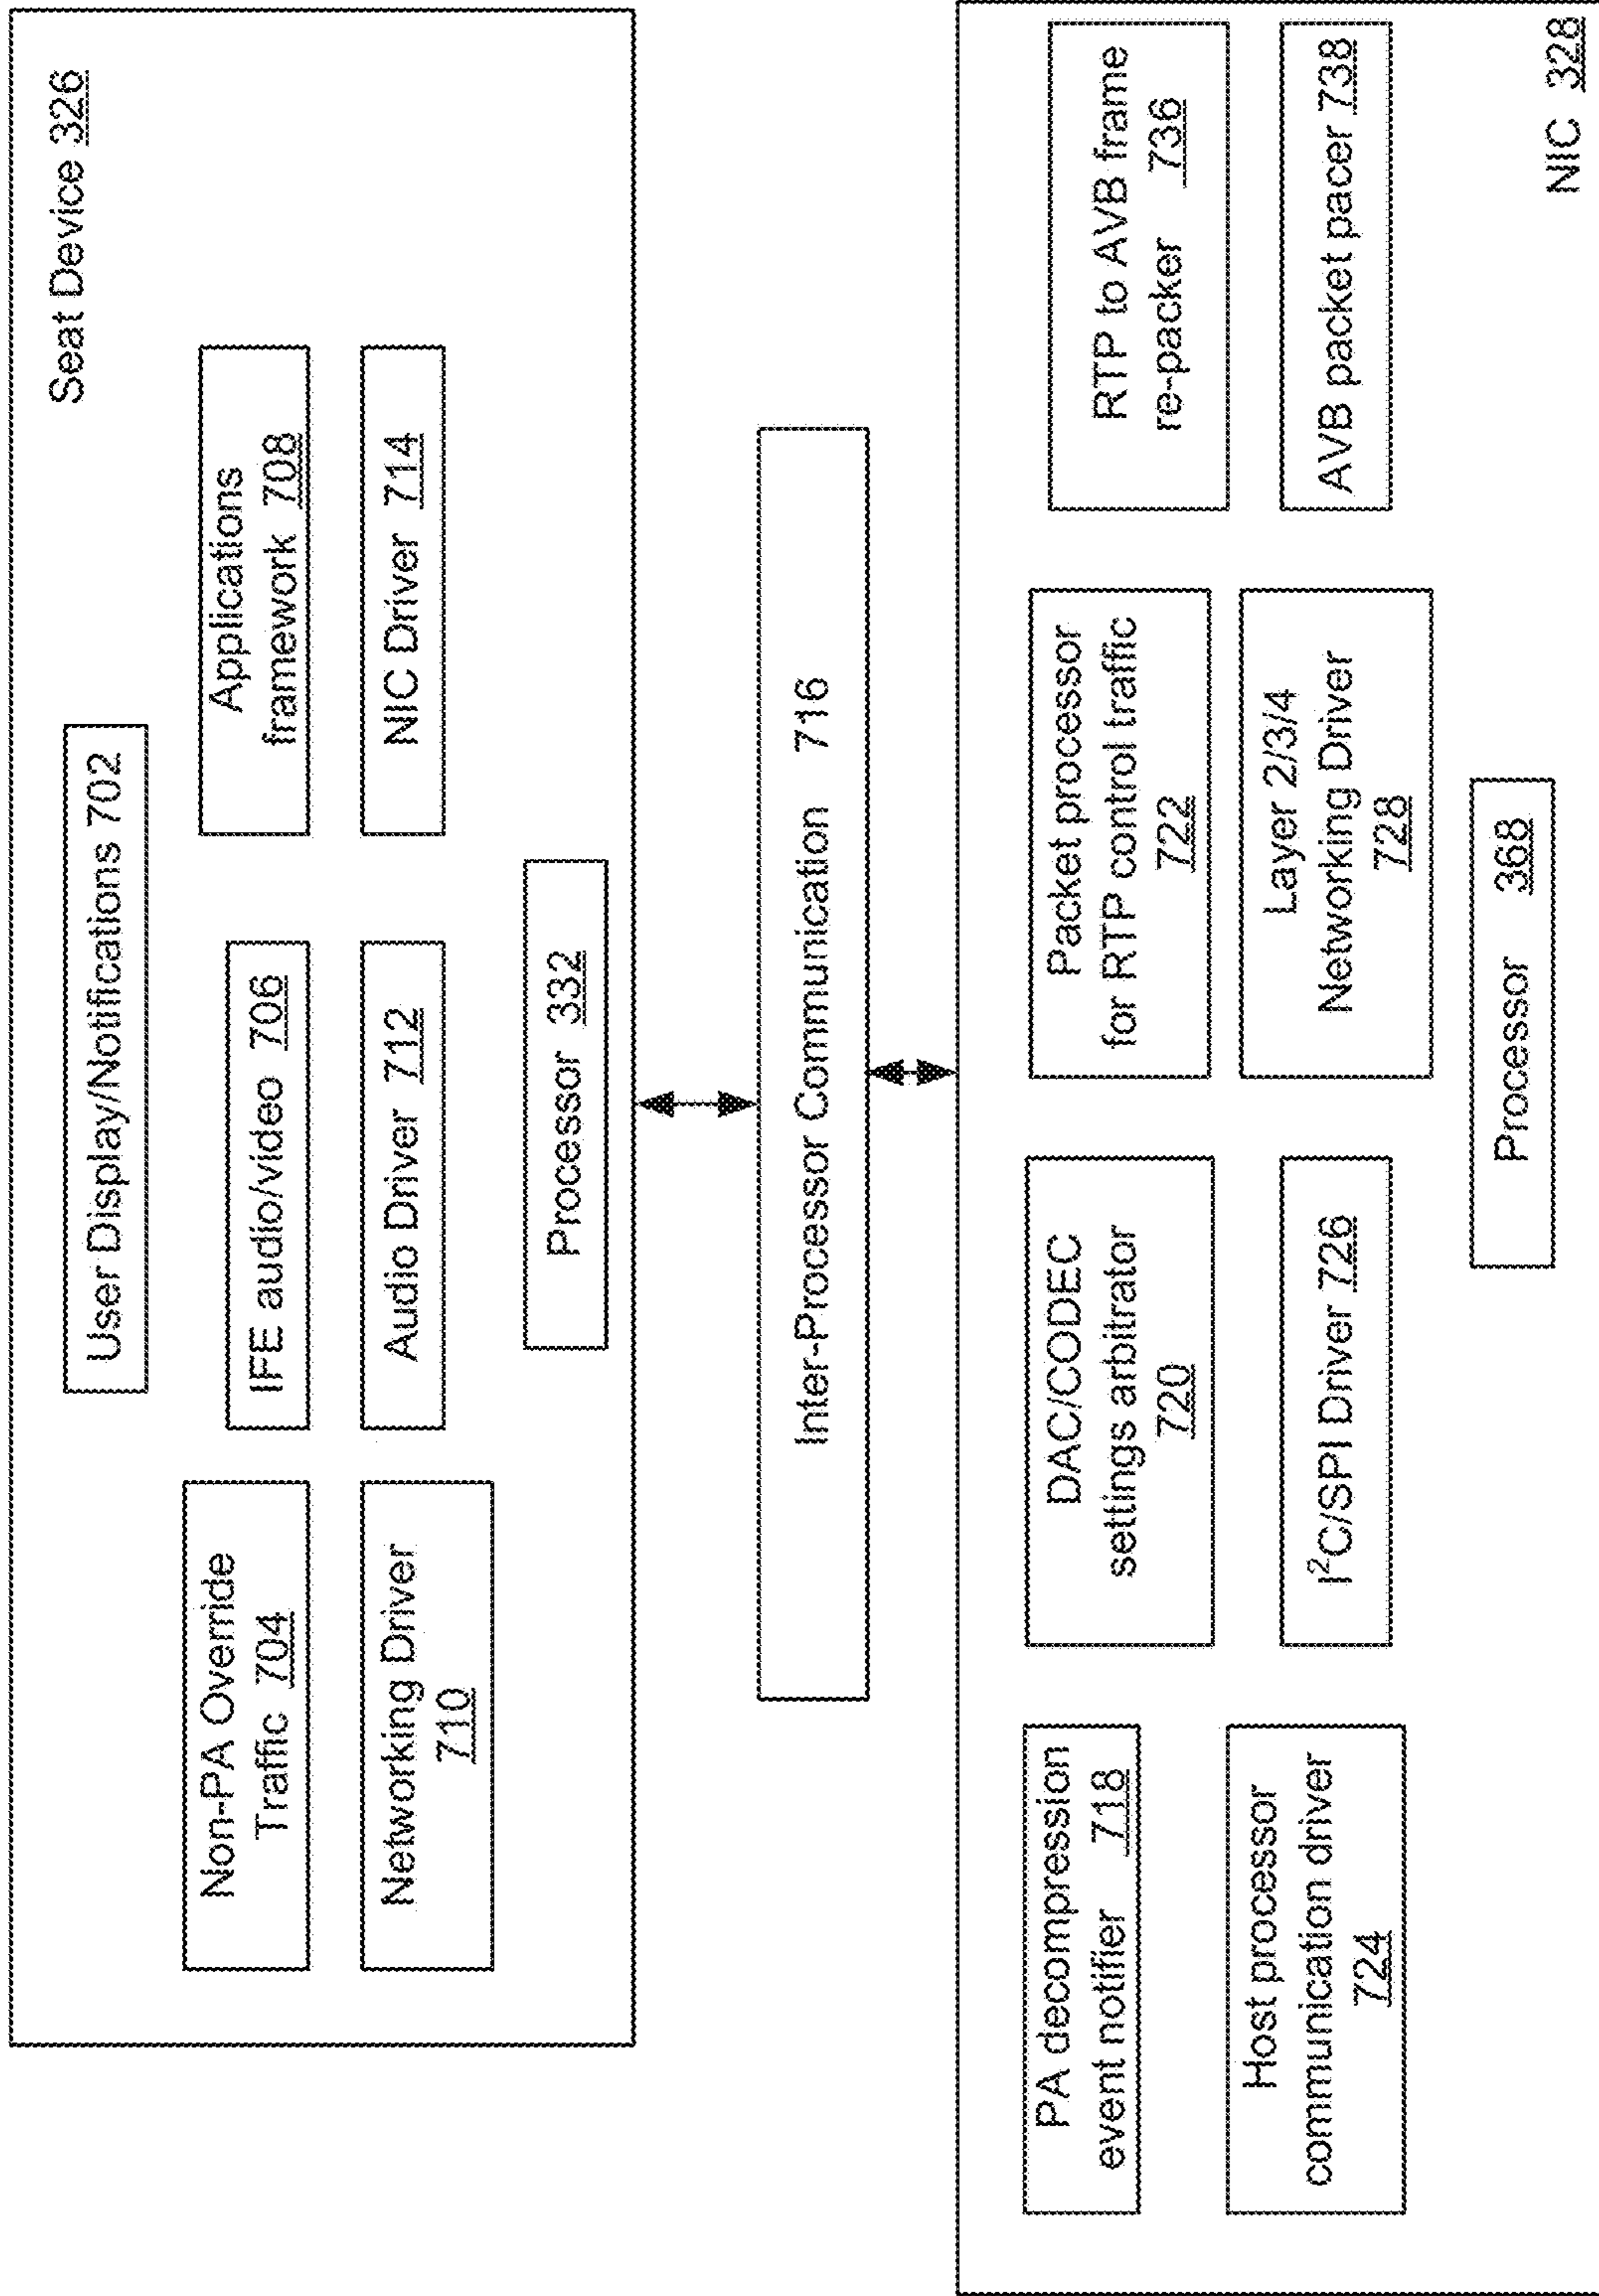 Seat Device 326
User Display/Notifications 702
Non-PA Override
Traffic 704
IFE audio/video 706
Applications
framework 708
Networking Driver
710
Audio Driver 712
NIC Driver 714
Processor 332
Inter-Processor Communication 716
PA decompression
event notifier 718
DAC/CODEC
settings arbitrator
720
Packet processor
for RTP control traffic
722
RTP to AVB frame
re-packer 736
Host processor
communication driver
724
I²C/SPI Driver 726
Layer 2/3/4
Networking Driver
728
AVB packet pacer 738
Processor 368
NIC 328